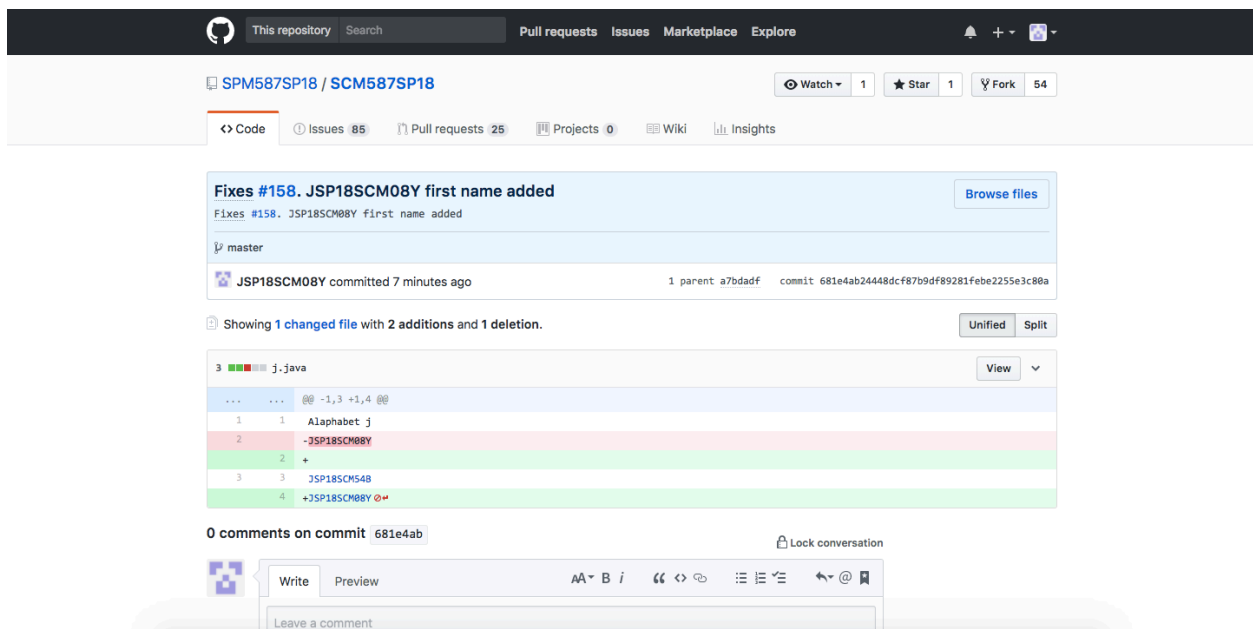 This repository Search Pull requests Issues Marketplace Explore
SPM587SP18 / SCM587SP18 Watch 1 Star 1 Fork 54
Code Issues 85 Pull requests 25 Projects 0 Wiki Insights
Fixes #158. JSP18SCM08Y first name added Browse files
Fixes #158. JSP18SCM08Y first name added
master
JSP18SCM08Y committed 7 minutes ago 1 parent a7bdadf commit 681e4ab24448dcf87b9df89281febe2255e3c80a
Showing 1 changed file with 2 additions and 1 deletion. Unified Split
3 j.java View
... ... @@ -1,3 +1,4 @@
1 1 Alaphabet j
2 -JSP18SCM08Y
2 +
3 3 JSP18SCM548
4 +JSP18SCM08Y
0 comments on commit 681e4ab
Lock conversation
Write Preview AA B i “ <> @
Leave a comment